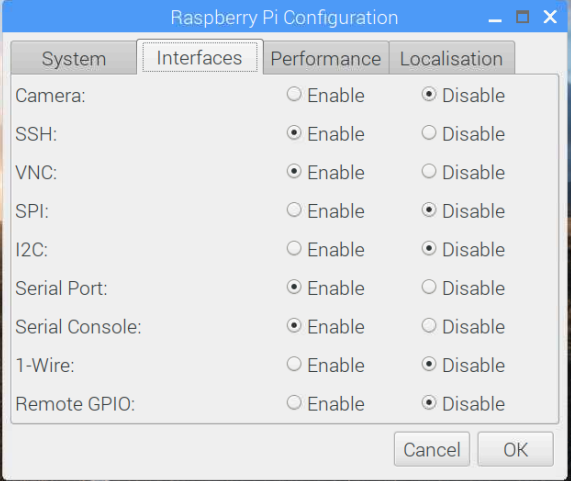 Raspberry Pi Configuration
System Interfaces Performance Localisation
Camera: Enable Disable
SSH: Enable Disable
VNC: Enable Disable
SPI: Enable Disable
I2C: Enable Disable
Serial Port: Enable Disable
Serial Console: Enable Disable
1-Wire: Enable Disable
Remote GPIO: Enable Disable
Cancel OK